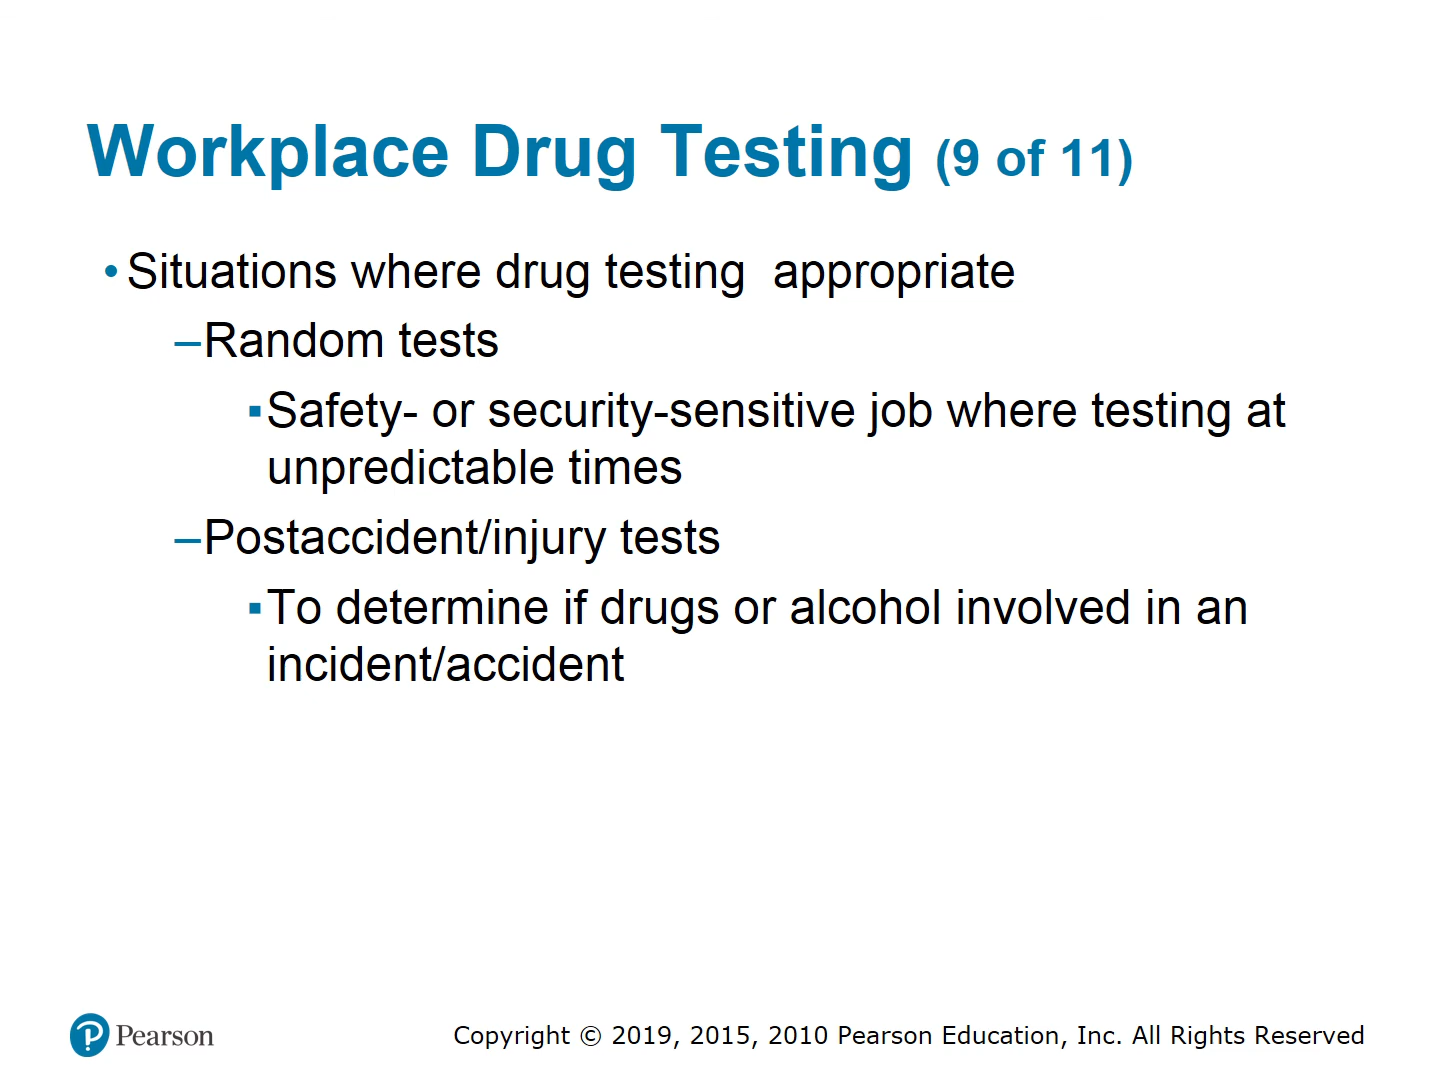 Workplace Drug Testing (9 of 11)
• Situations where drug testing  appropriate
–Random tests
▪Safety- or security-sensitive job where testing at
unpredictable times
–Postaccident/injury tests
▪To determine if drugs or alcohol involved in an
incident/accident
Pearson
Copyright © 2019, 2015, 2010 Pearson Education, Inc. All Rights Reserved